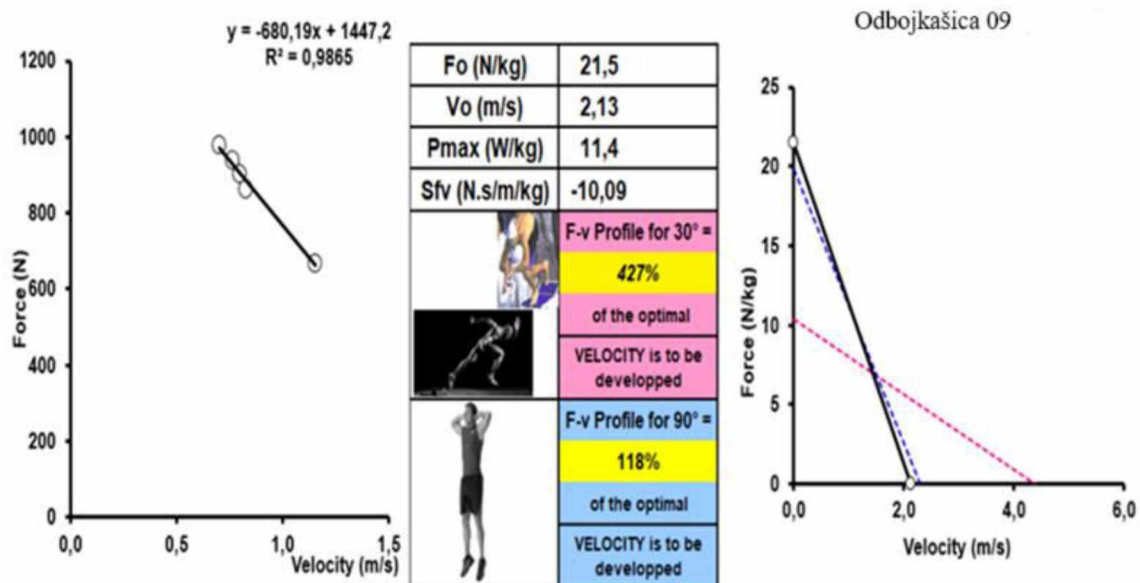 y = -680,19x + 1447,2
R² = 0,9865
1200
1000
800
600
400
200
0
Force (N)
0,0
0,5
1,0
1,5
Velocity (m/s)
Fo (N/kg) 21,5
Vo (m/s) 2,13
Pmax (W/kg) 11,4
Sfv (N.s/m/kg) -10,09
F-v Profile for 30° =
427%
of the optimal
VELOCITY is to be
developped
F-v Profile for 90° =
118%
of the optimal
VELOCITY is to be
developped
Odbojkašica 09
25
20
15
10
5
0
Force (N/kg)
0,0
2,0
4,0
6,0
Velocity (m/s)